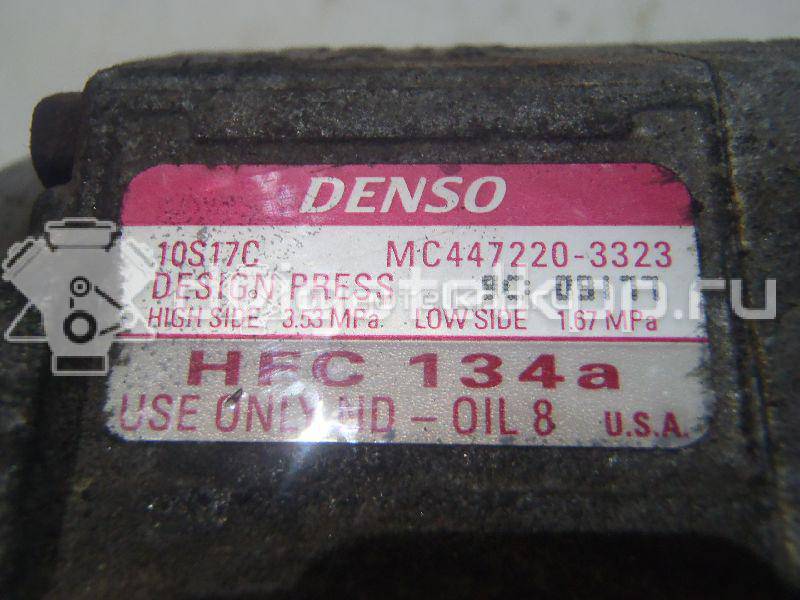 DENSO
10S17C MC447220-3323
DESIGN PRESS
HIGH SIDE 3.53 MPa LOW SIDE 1.67 MPa
HFC 134a
USE ONLY ND-OIL 8 U.S.A.